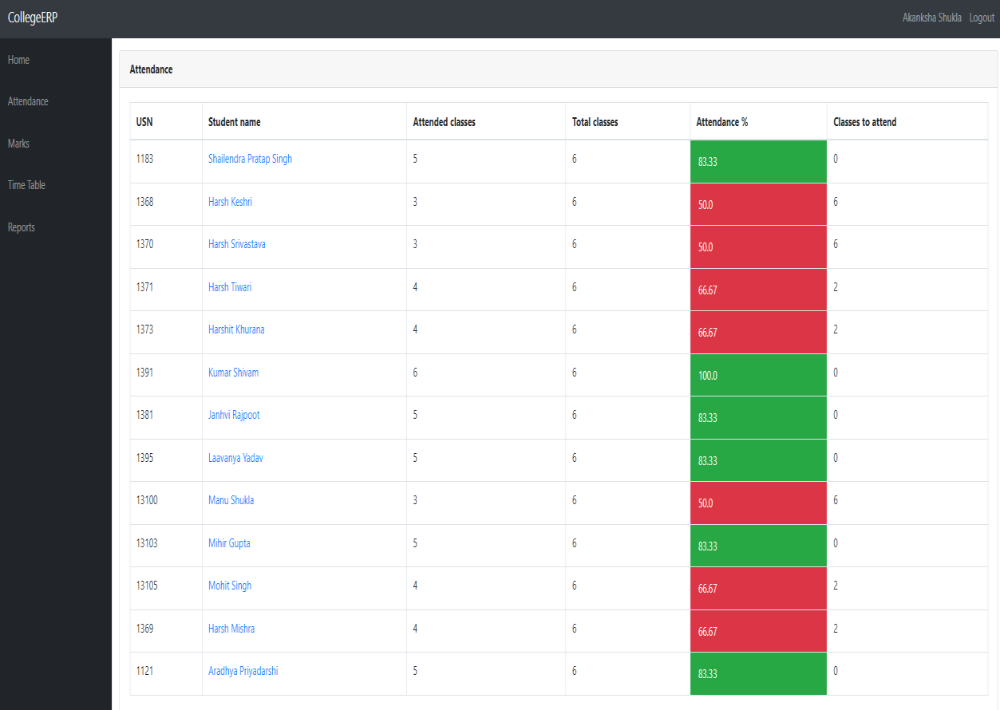 CollegeERP Akanksha Shukla Logout
Home
Attendance
Marks
Time Table
Reports
Attendance
USN Student name Attended classes Total classes Attendance % Classes to attend
1183 Shailendra Pratap Singh 5 6 83.33 0
1368 Harsh Keshri 3 6 50.0 6
1370 Harsh Srivastava 3 6 50.0 6
1371 Harsh Tiwari 4 6 66.67 2
1373 Harshit Khurana 4 6 66.67 2
1391 Kumar Shivam 6 6 100.0 0
1381 Janhvi Rajpoot 5 6 83.33 0
1395 Laavanya Yadav 5 6 83.33 0
13100 Manu Shukla 3 6 50.0 6
13103 Mihir Gupta 5 6 83.33 0
13105 Mohit Singh 4 6 66.67 2
1369 Harsh Mishra 4 6 66.67 2
1121 Aradhya Priyadarshi 5 6 83.33 0